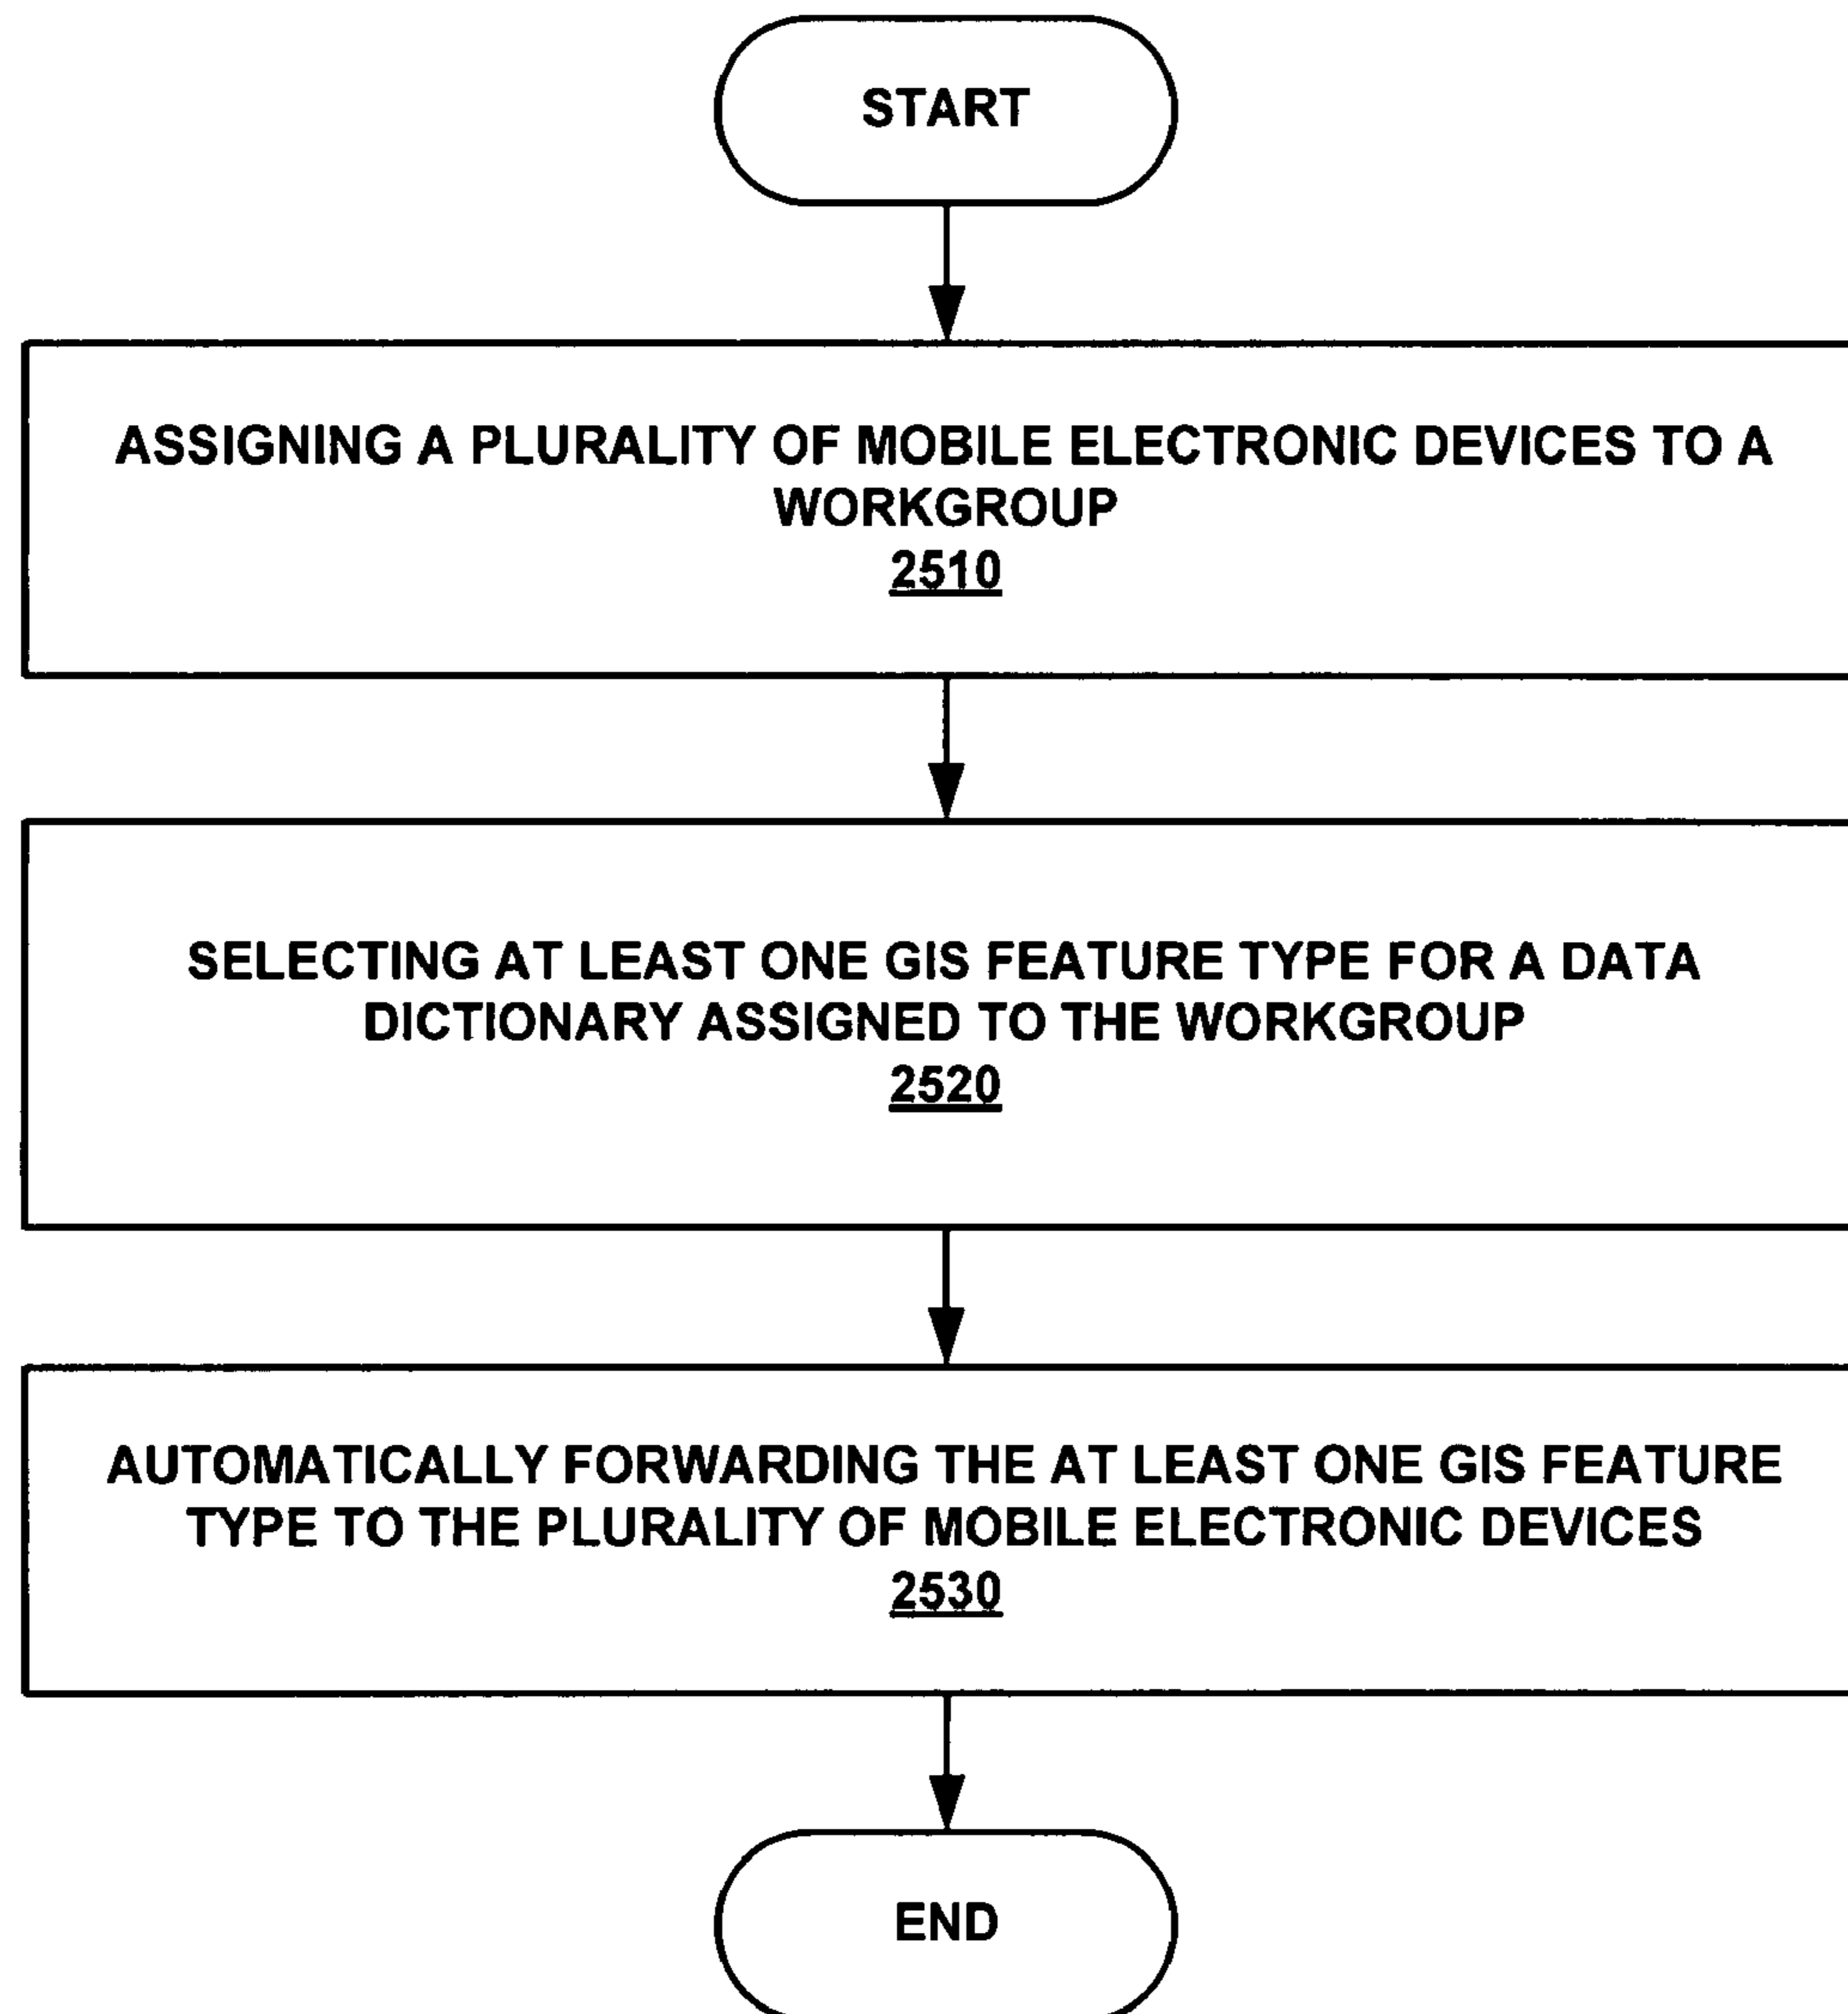 START
ASSIGNING A PLURALITY OF MOBILE ELECTRONIC DEVICES TO A
WORKGROUP
2510
SELECTING AT LEAST ONE GIS FEATURE TYPE FOR A DATA
DICTIONARY ASSIGNED TO THE WORKGROUP
2520
AUTOMATICALLY FORWARDING THE AT LEAST ONE GIS FEATURE
TYPE TO THE PLURALITY OF MOBILE ELECTRONIC DEVICES
2530
END